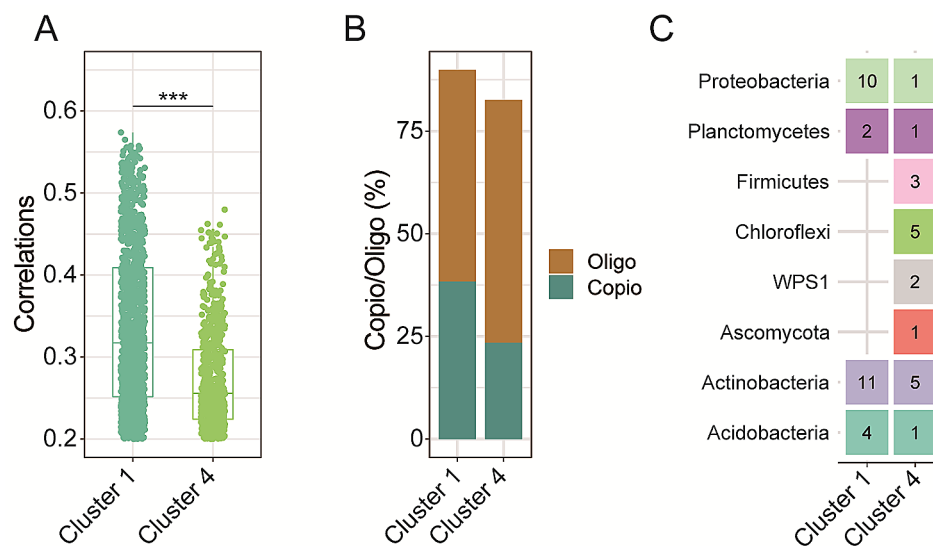 A
Correlations
0.6
0.5
0.4
0.3
0.2
***
Cluster 1
Cluster 4
B
Copio/Oligo (%)
75
50
25
0
Cluster 1
Cluster 4
Oligo
Copio
C
Proteobacteria 10 1
Planctomycetes 2 1
Firmicutes 3
Chloroflexi 5
WPS1 2
Ascomycota 1
Actinobacteria 11 5
Acidobacteria 4 1
Cluster 1
Cluster 4